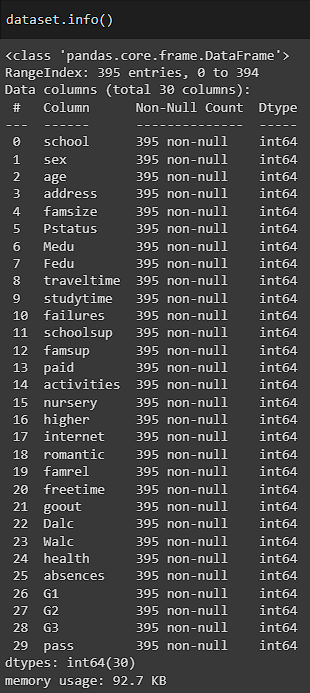 dataset.info()
<class 'pandas.core.frame.DataFrame'>
RangeIndex: 395 entries, 0 to 394
Data columns (total 30 columns):
 #   Column      Non-Null Count  Dtype
---  ------      --------------  -----
 0   school      395 non-null    int64
 1   sex         395 non-null    int64
 2   age         395 non-null    int64
 3   address     395 non-null    int64
 4   famsize     395 non-null    int64
 5   Pstatus     395 non-null    int64
 6   Medu        395 non-null    int64
 7   Fedu        395 non-null    int64
 8   traveltime  395 non-null    int64
 9   studytime   395 non-null    int64
 10  failures    395 non-null    int64
 11  schoolsup   395 non-null    int64
 12  famsup      395 non-null    int64
 13  paid        395 non-null    int64
 14  activities  395 non-null    int64
 15  nursery     395 non-null    int64
 16  higher      395 non-null    int64
 17  internet    395 non-null    int64
 18  romantic    395 non-null    int64
 19  famrel      395 non-null    int64
 20  freetime    395 non-null    int64
 21  goout       395 non-null    int64
 22  Dalc        395 non-null    int64
 23  Walc        395 non-null    int64
 24  health      395 non-null    int64
 25  absences    395 non-null    int64
 26  G1          395 non-null    int64
 27  G2          395 non-null    int64
 28  G3          395 non-null    int64
 29  pass        395 non-null    int64
dtypes: int64(30)
memory usage: 92.7 KB